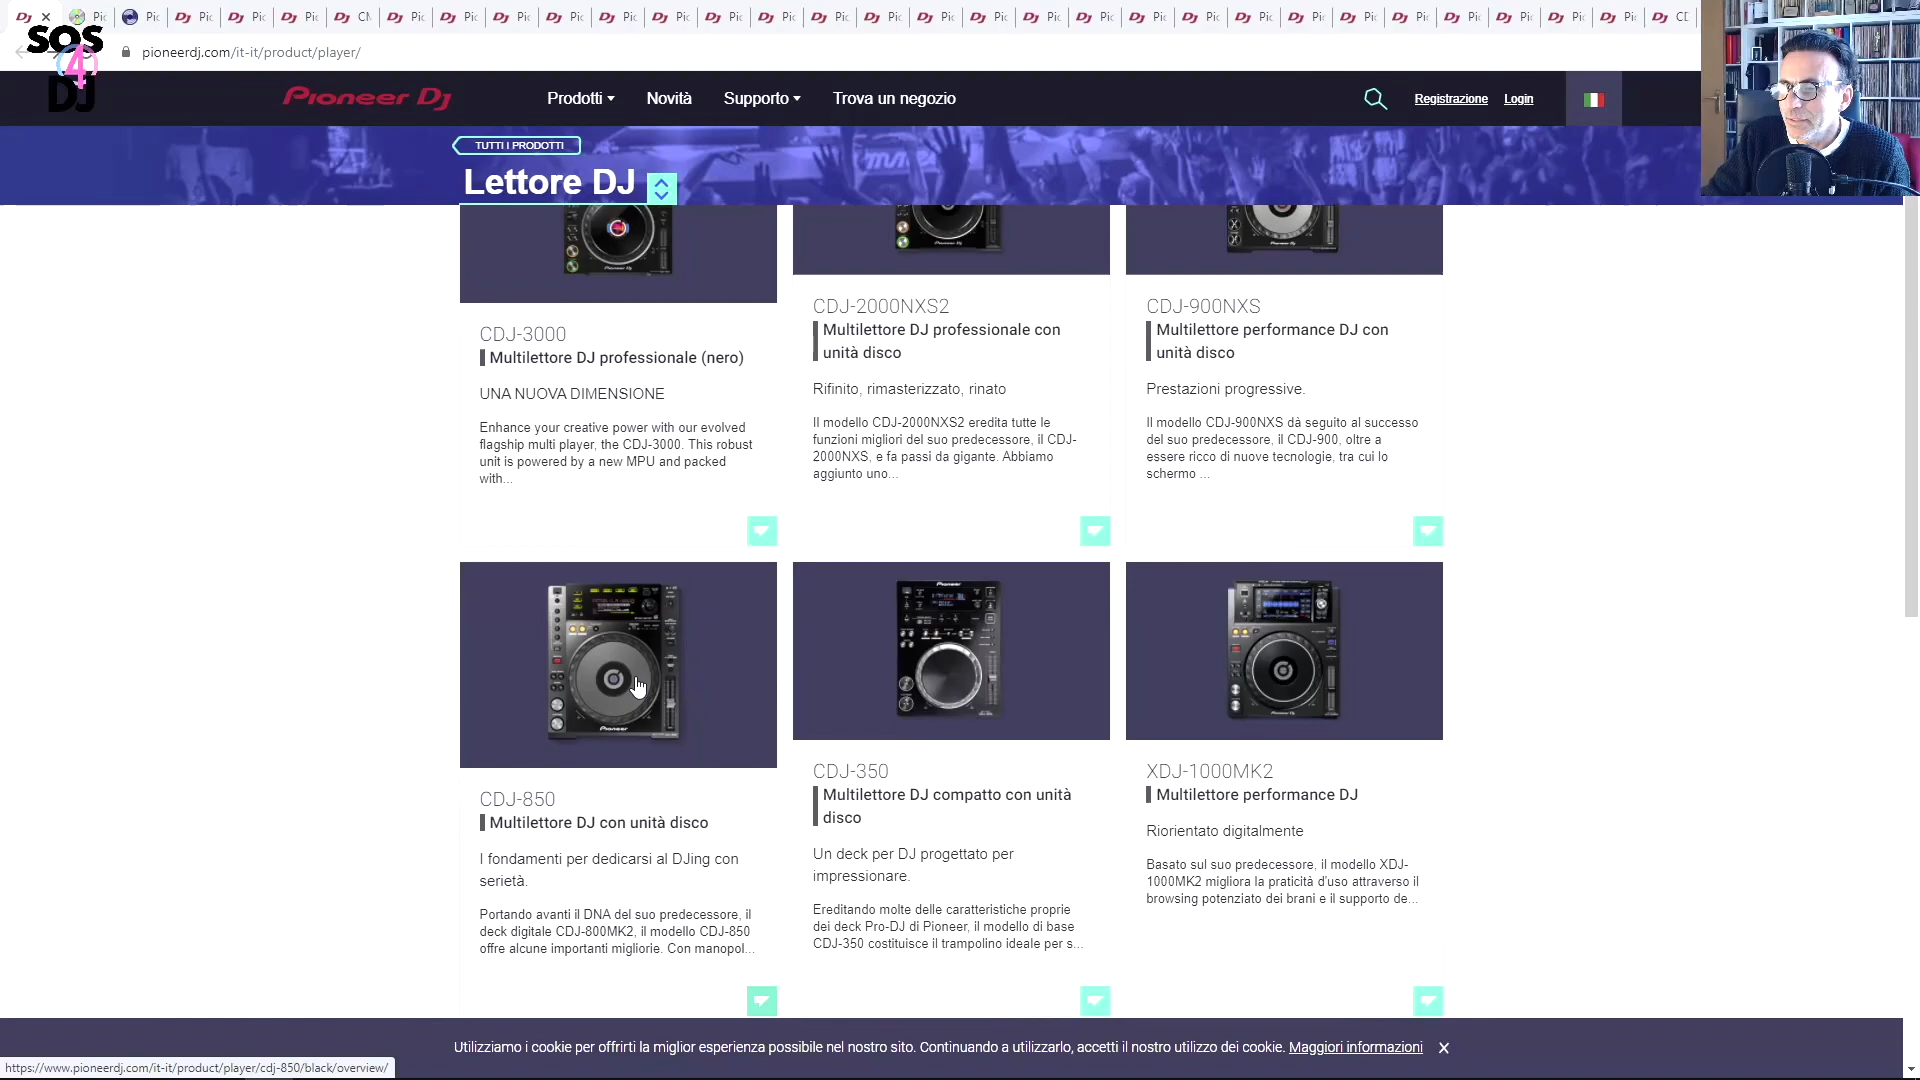 SOS
4
DJ
pioneerdj.com/it-it/product/player/
Pioneer Dj
Prodotti
Novità
Supporto
Trova un negozio
Registrazione
Login
TUTTI I PRODOTTI
Lettore DJ
CDJ-3000
Multilettore DJ professionale (nero)
UNA NUOVA DIMENSIONE
Enhance your creative power with our evolved
flagship multi player, the CDJ-3000. This robust
unit is powered by a new MPU and packed
with...
CDJ-2000NXS2
Multilettore DJ professionale con
unità disco
Rifinito, rimasterizzato, rinato
Il modello CDJ-2000NXS2 eredita tutte le
funzioni migliori del suo predecessore, il CDJ-
2000NXS, e fa passi da gigante. Abbiamo
aggiunto uno...
CDJ-900NXS
Multilettore performance DJ con
unità disco
Prestazioni progressive.
Il modello CDJ-900NXS dà seguito al successo
del suo predecessore, il CDJ-900, oltre a
essere ricco di nuove tecnologie, tra cui lo
schermo ...
CDJ-850
Multilettore DJ con unità disco
I fondamenti per dedicarsi al DJing con
serietà.
Portando avanti il DNA del suo predecessore, il
deck digitale CDJ-800MK2, il modello CDJ-850
offre alcune importanti migliorie. Con manopol...
CDJ-350
Multilettore DJ compatto con unità
disco
Un deck per DJ progettato per
impressionare.
Ereditando molte delle caratteristiche proprie
dei deck Pro-DJ di Pioneer, il modello di base
CDJ-350 costituisce il trampolino ideale per s...
XDJ-1000MK2
Multilettore performance DJ
Riorientato digitalmente
Basato sul suo predecessore, il modello XDJ-
1000MK2 migliora la praticità d'uso attraverso il
browsing potenziato dei brani e il supporto de...
Utilizziamo i cookie per offrirti la miglior esperienza possibile nel nostro sito. Continuando a utilizzarlo, accetti il nostro utilizzo dei cookie. Maggiori informazioni
https://www.pioneerdj.com/it-it/product/player/cdj-850/black/overview/